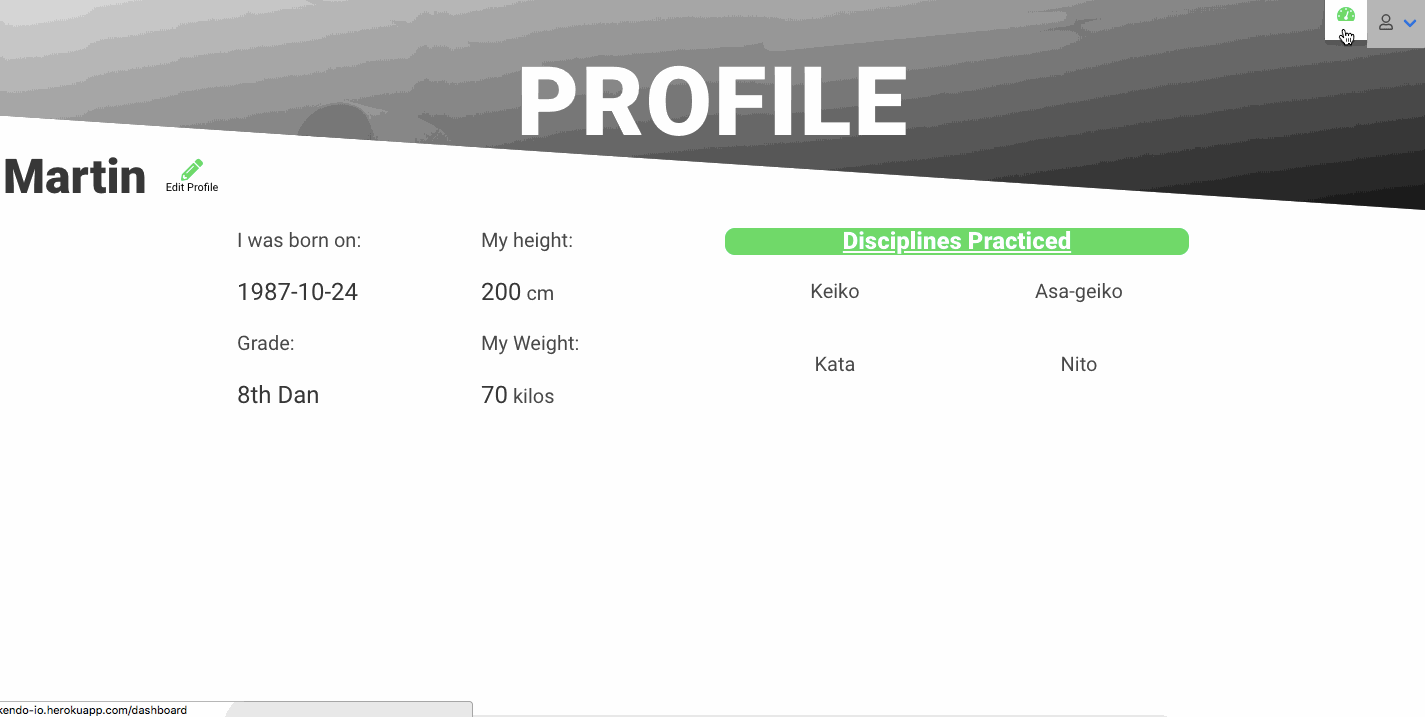 PROFILE
Martin
Edit Profile
I was born on:
My height:
Disciplines Practiced
1987-10-24
200 cm
Keiko
Asa-geiko
Grade:
My Weight:
Kata
Nito
8th Dan
70 kilos
kendo-io.herokuapp.com/dashboard